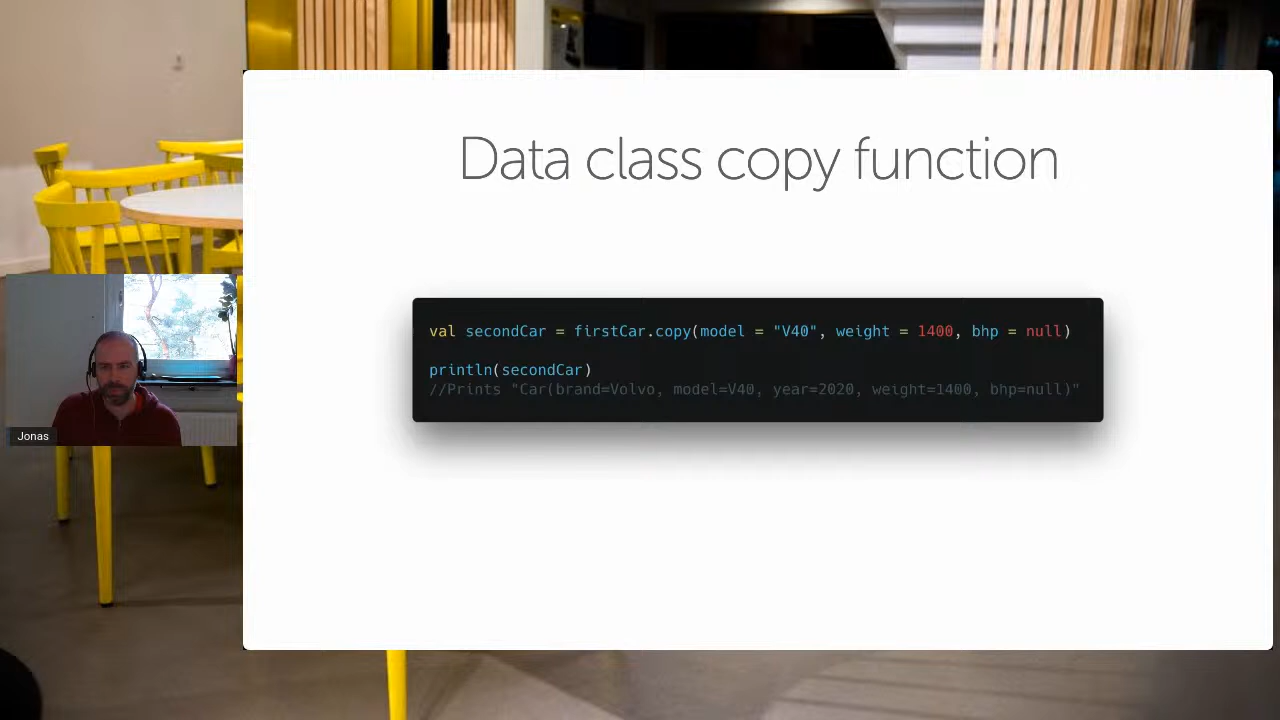 Data class copy function
val secondCar = firstCar.copy(model = "V40", weight = 1400, bhp = null)
println(secondCar)
//Prints "Car(brand=Volvo, model=V40, year=2020, weight=1400, bhp=null)"
Jonas